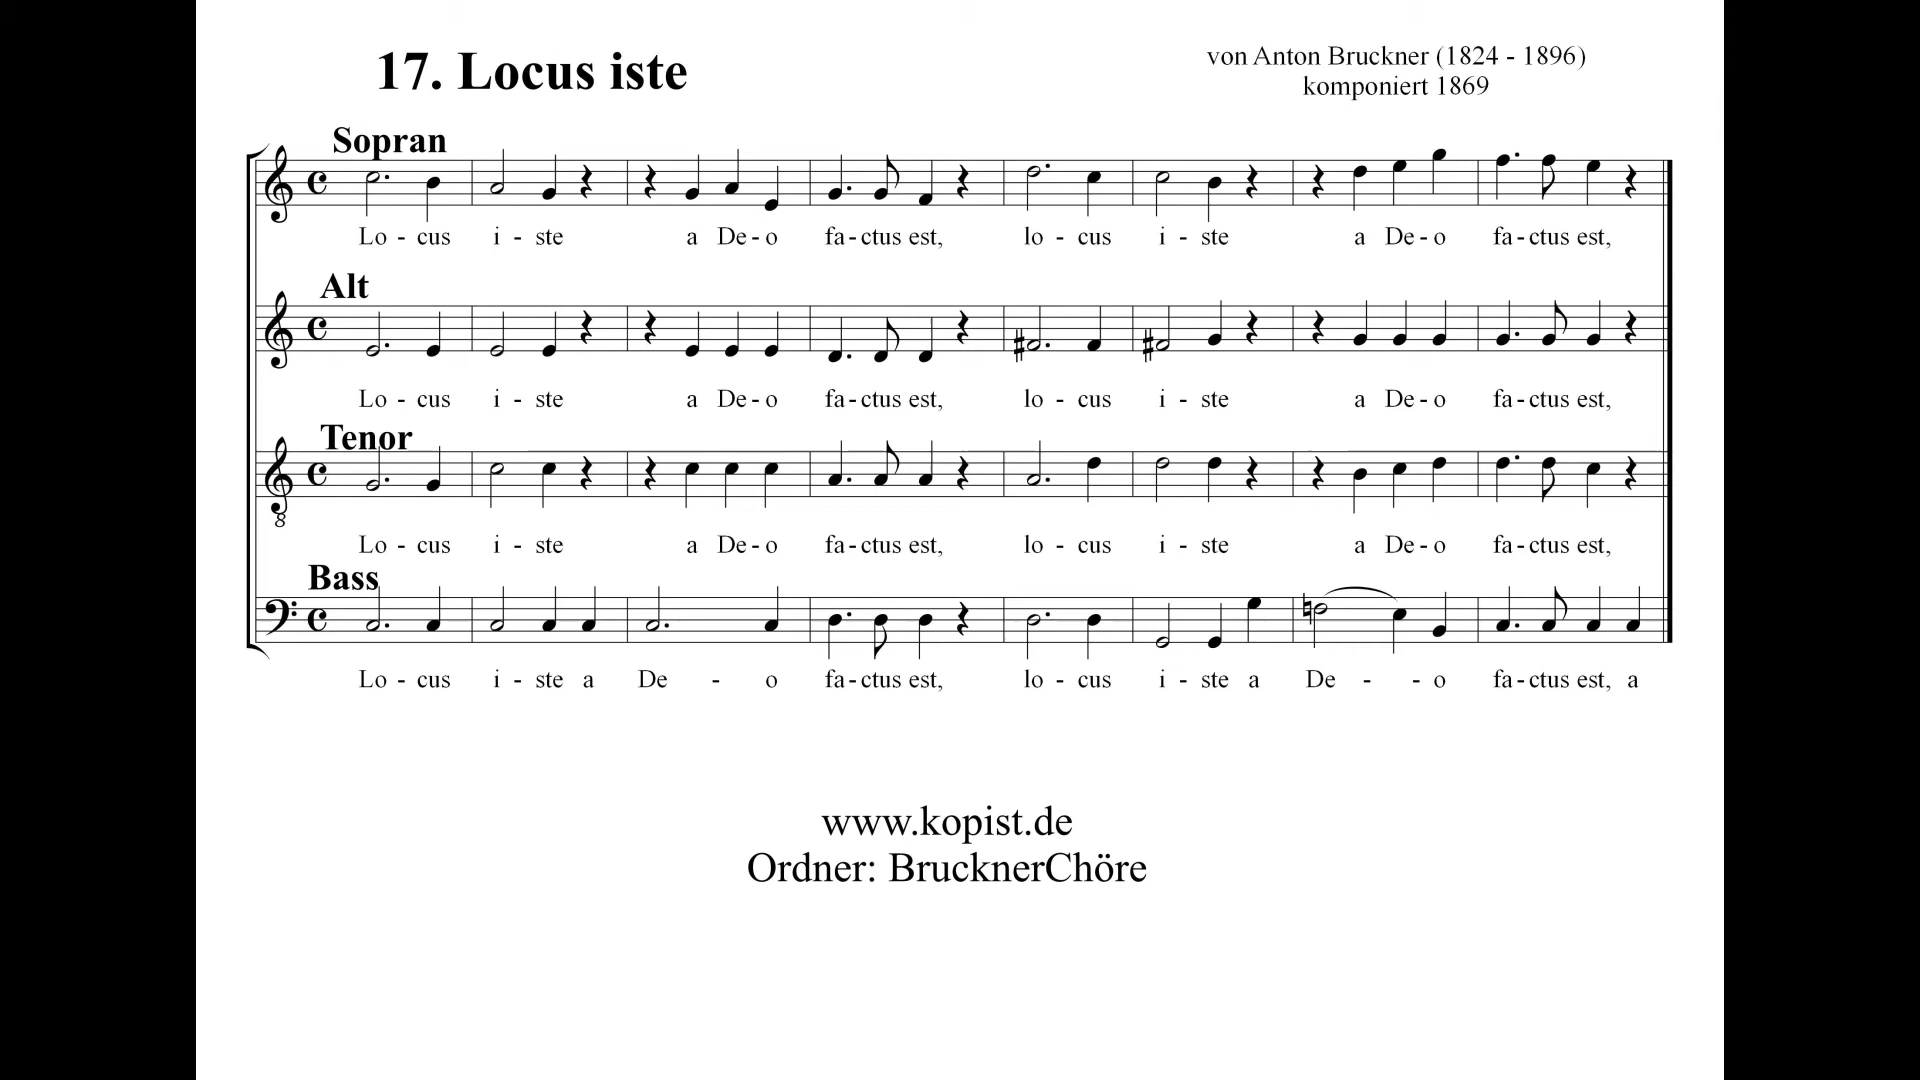 17. Locus iste
von Anton Bruckner (1824 - 1896)
komponiert 1869
Sopran
Lo - cus i - ste a De - o fa - ctus est, lo - cus i - ste a De - o fa - ctus est,
Alt
Lo - cus i - ste a De - o fa - ctus est, lo - cus i - ste a De - o fa - ctus est,
Tenor
8
Lo - cus i - ste a De - o fa - ctus est, lo - cus i - ste a De - o fa - ctus est,
Bass
Lo - cus i - ste a De - o fa - ctus est, lo - cus i - ste a De - - o fa - ctus est, a
www.kopist.de
Ordner: BrucknerChöre